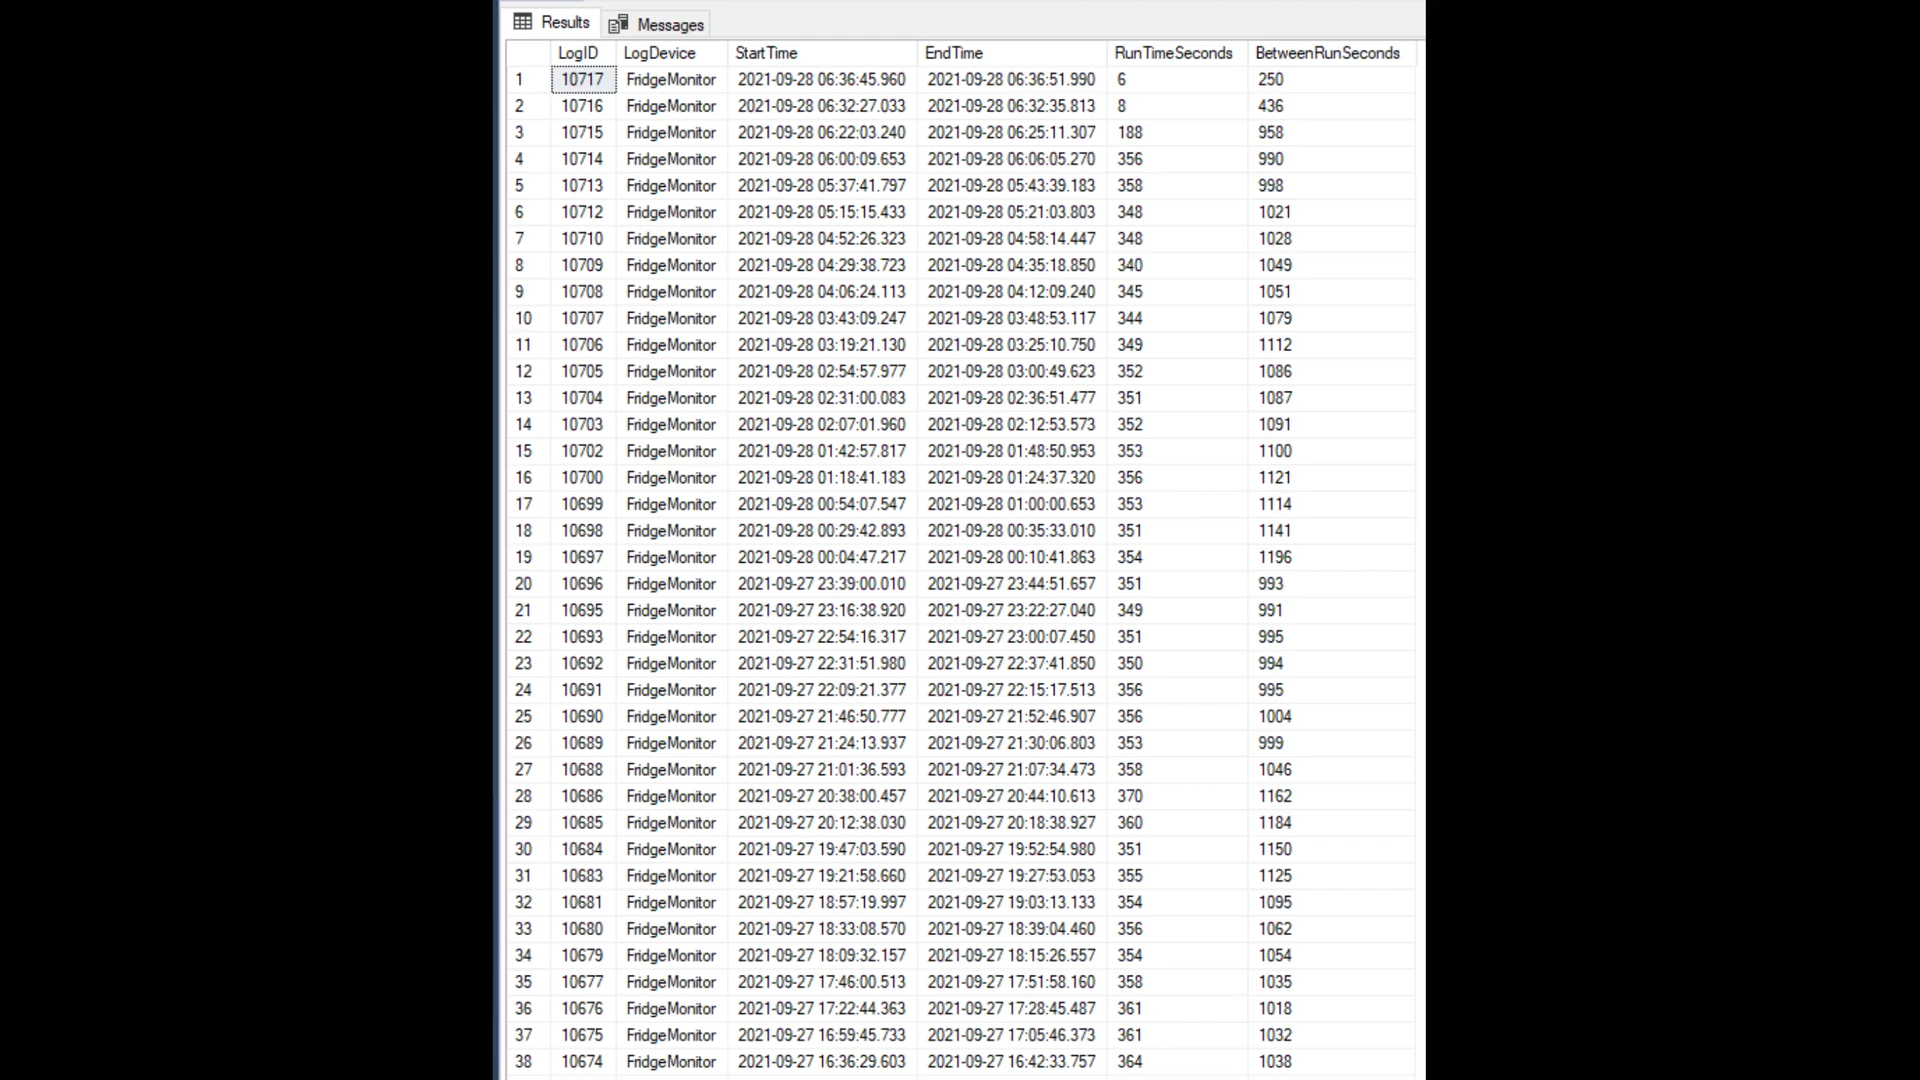 Results Messages
LogID LogDevice StartTime EndTime RunTimeSeconds BetweenRunSeconds
1 10717 FridgeMonitor 2021-09-28 06:36:45.960 2021-09-28 06:36:51.990 6 250
2 10716 FridgeMonitor 2021-09-28 06:32:27.033 2021-09-28 06:32:35.813 8 436
3 10715 FridgeMonitor 2021-09-28 06:22:03.240 2021-09-28 06:25:11.307 188 958
4 10714 FridgeMonitor 2021-09-28 06:00:09.653 2021-09-28 06:06:05.270 356 990
5 10713 FridgeMonitor 2021-09-28 05:37:41.797 2021-09-28 05:43:39.183 358 998
6 10712 FridgeMonitor 2021-09-28 05:15:15.433 2021-09-28 05:21:03.803 348 1021
7 10710 FridgeMonitor 2021-09-28 04:52:26.323 2021-09-28 04:58:14.447 348 1028
8 10709 FridgeMonitor 2021-09-28 04:29:38.723 2021-09-28 04:35:18.850 340 1049
9 10708 FridgeMonitor 2021-09-28 04:06:24.113 2021-09-28 04:12:09.240 345 1051
10 10707 FridgeMonitor 2021-09-28 03:43:09.247 2021-09-28 03:48:53.117 344 1079
11 10706 FridgeMonitor 2021-09-28 03:19:21.130 2021-09-28 03:25:10.750 349 1112
12 10705 FridgeMonitor 2021-09-28 02:54:57.977 2021-09-28 03:00:49.623 352 1086
13 10704 FridgeMonitor 2021-09-28 02:31:00.083 2021-09-28 02:36:51.477 351 1087
14 10703 FridgeMonitor 2021-09-28 02:07:01.960 2021-09-28 02:12:53.573 352 1091
15 10702 FridgeMonitor 2021-09-28 01:42:57.817 2021-09-28 01:48:50.953 353 1100
16 10700 FridgeMonitor 2021-09-28 01:18:41.183 2021-09-28 01:24:37.320 356 1121
17 10699 FridgeMonitor 2021-09-28 00:54:07.547 2021-09-28 01:00:00.653 353 1114
18 10698 FridgeMonitor 2021-09-28 00:29:42.893 2021-09-28 00:35:33.010 351 1141
19 10697 FridgeMonitor 2021-09-28 00:04:47.217 2021-09-28 00:10:41.863 354 1196
20 10696 FridgeMonitor 2021-09-27 23:39:00.010 2021-09-27 23:44:51.657 351 993
21 10695 FridgeMonitor 2021-09-27 23:16:38.920 2021-09-27 23:22:27.040 349 991
22 10693 FridgeMonitor 2021-09-27 22:54:16.317 2021-09-27 23:00:07.450 351 995
23 10692 FridgeMonitor 2021-09-27 22:31:51.980 2021-09-27 22:37:41.850 350 994
24 10691 FridgeMonitor 2021-09-27 22:09:21.377 2021-09-27 22:15:17.513 356 995
25 10690 FridgeMonitor 2021-09-27 21:46:50.777 2021-09-27 21:52:46.907 356 1004
26 10689 FridgeMonitor 2021-09-27 21:24:13.937 2021-09-27 21:30:06.803 353 999
27 10688 FridgeMonitor 2021-09-27 21:01:36.593 2021-09-27 21:07:34.473 358 1046
28 10686 FridgeMonitor 2021-09-27 20:38:00.457 2021-09-27 20:44:10.613 370 1162
29 10685 FridgeMonitor 2021-09-27 20:12:38.030 2021-09-27 20:18:38.927 360 1184
30 10684 FridgeMonitor 2021-09-27 19:47:03.590 2021-09-27 19:52:54.980 351 1150
31 10683 FridgeMonitor 2021-09-27 19:21:58.660 2021-09-27 19:27:53.053 355 1125
32 10681 FridgeMonitor 2021-09-27 18:57:19.997 2021-09-27 19:03:13.133 354 1095
33 10680 FridgeMonitor 2021-09-27 18:33:08.570 2021-09-27 18:39:04.460 356 1062
34 10679 FridgeMonitor 2021-09-27 18:09:32.157 2021-09-27 18:15:26.557 354 1054
35 10677 FridgeMonitor 2021-09-27 17:46:00.513 2021-09-27 17:51:58.160 358 1035
36 10676 FridgeMonitor 2021-09-27 17:22:44.363 2021-09-27 17:28:45.487 361 1018
37 10675 FridgeMonitor 2021-09-27 16:59:45.733 2021-09-27 17:05:46.373 361 1032
38 10674 FridgeMonitor 2021-09-27 16:36:29.603 2021-09-27 16:42:33.757 364 1038